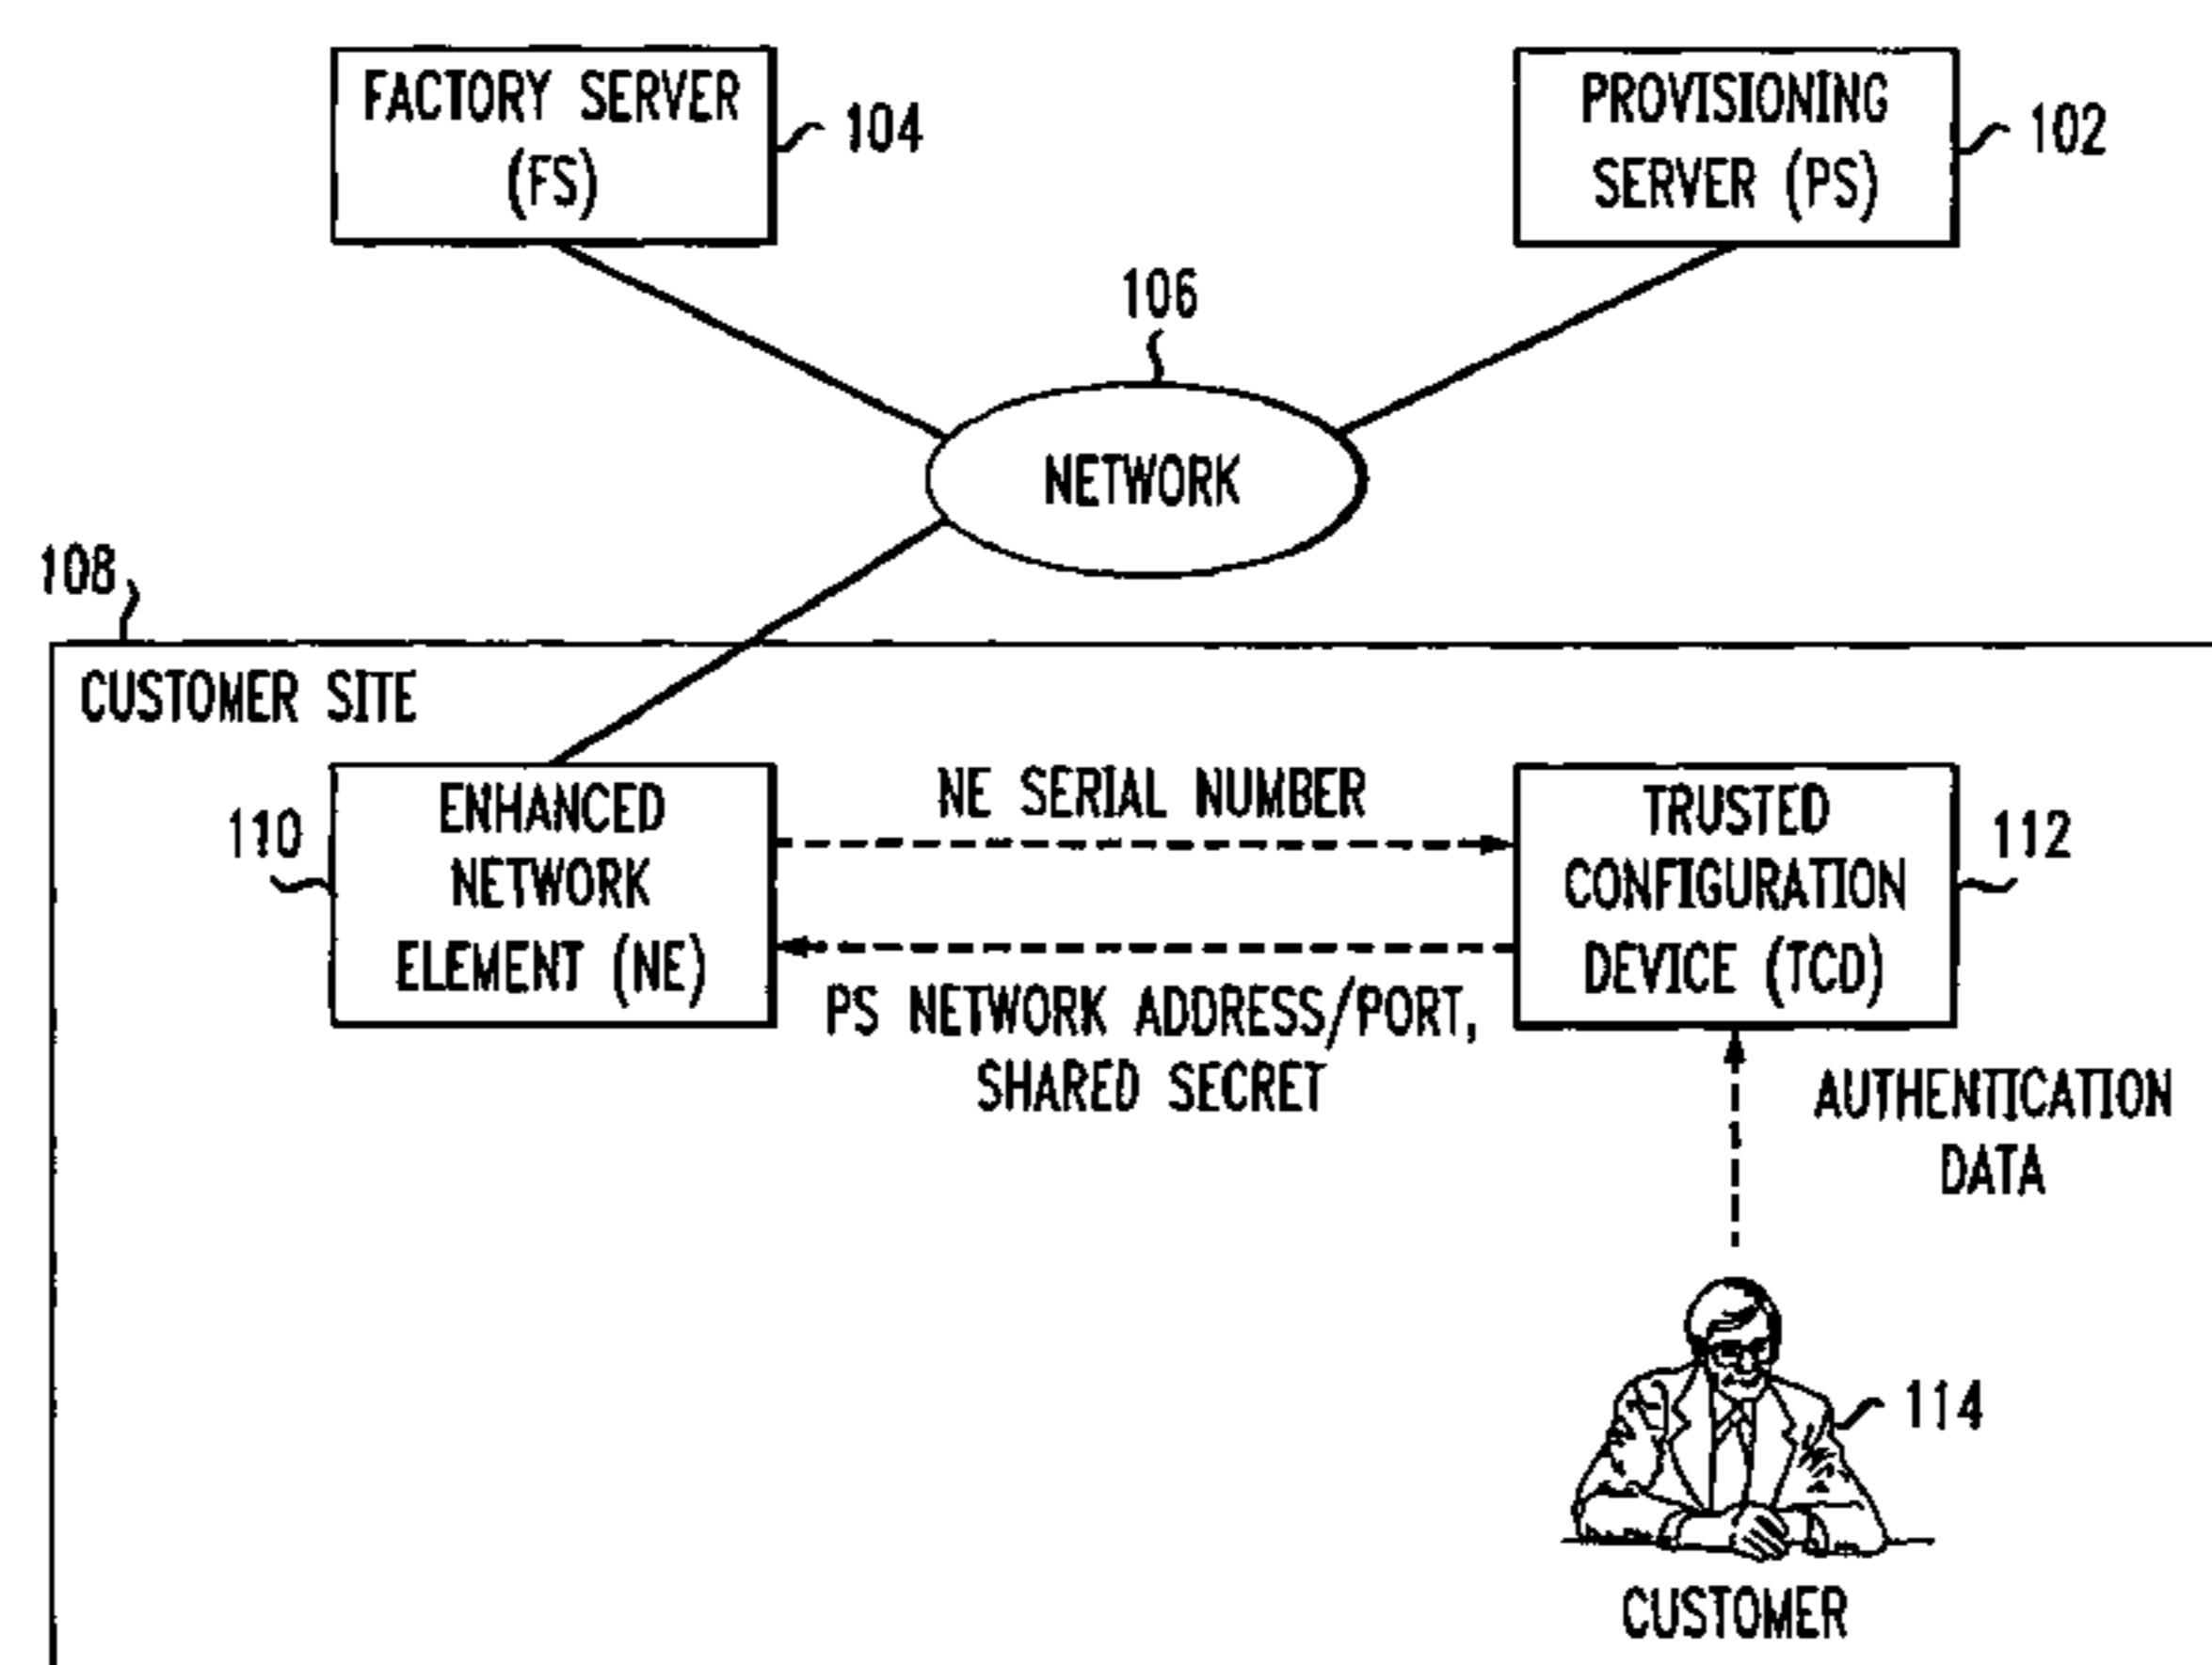 FACTORY SERVER
(FS)
104
PROVISIONING
SERVER (PS)
102
106
NETWORK
108
CUSTOMER SITE
110
ENHANCED
NETWORK
ELEMENT (NE)
NE SERIAL NUMBER
PS NETWORK ADDRESS/PORT,
SHARED SECRET
TRUSTED
CONFIGURATION
DEVICE (TCD)
112
AUTHENTICATION
DATA
114
CUSTOMER